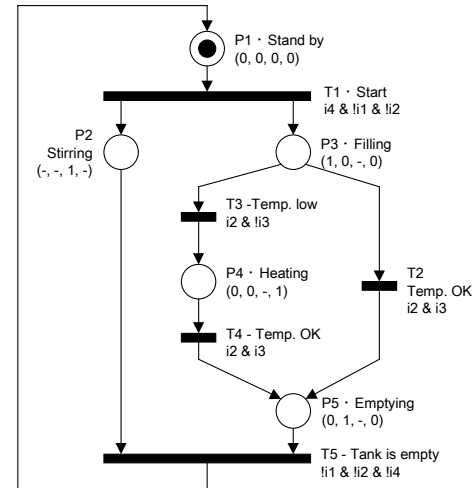 P1 · Stand by
(0, 0, 0, 0)
T1 · Start
i4 & !i1 & !i2
P2
Stirring
(-, -, 1, -)
P3 · Filling
(1, 0, -, 0)
T3 -Temp. low
i2 & !i3
P4 · Heating
(0, 0, -, 1)
T2
Temp. OK
i2 & i3
T4 - Temp. OK
i2 & i3
P5 · Emptying
(0, 1, -, 0)
T5 - Tank is empty
!i1 & !i2 & !i4